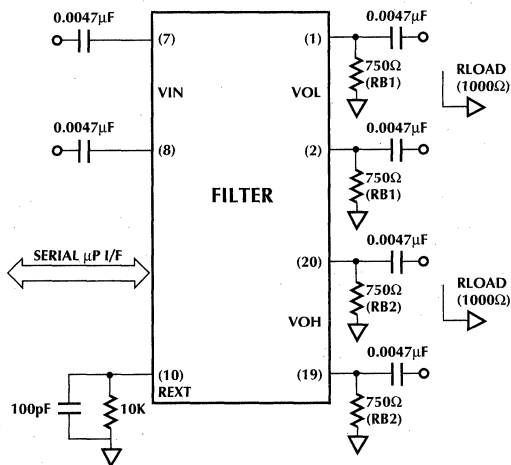 0.0047µF
(7)
(1)
0.0047µF
750Ω
(RB1)
RLOAD
(1000Ω)
VIN
VOL
0.0047µF
(8)
(2)
0.0047µF
750Ω
(RB1)
FILTER
SERIAL µP I/F
(20)
0.0047µF
750Ω
(RB2)
RLOAD
(1000Ω)
VOH
0.0047µF
(10)
REXT
(19)
100pF
10K
750Ω
(RB2)